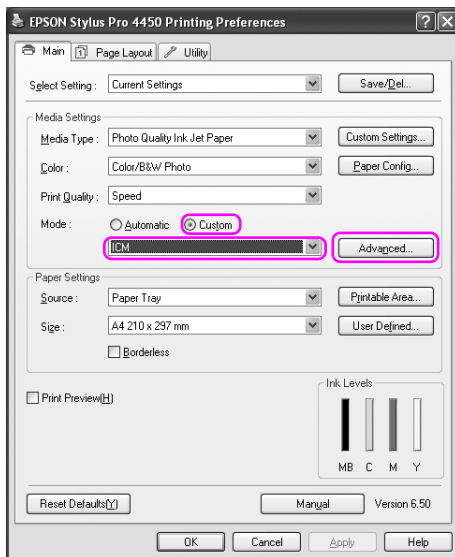 EPSON Stylus Pro 4450 Printing Preferences
Main Page Layout Utility
Select Setting : Current Settings Save/Del...
Media Settings
Media Type : Photo Quality Ink Jet Paper Custom Settings...
Color : Color/B&W Photo Paper Config...
Print Quality : Speed
Mode : Automatic Custom
ICM Advanced...
Paper Settings
Source : Paper Tray Printable Area...
Size : A4 210 x 297 mm User Defined...
Borderless
Print Preview(H)
Ink Levels
MB C M Y
Reset Defaults(Y) Manual Version 6.50
OK Cancel Apply Help